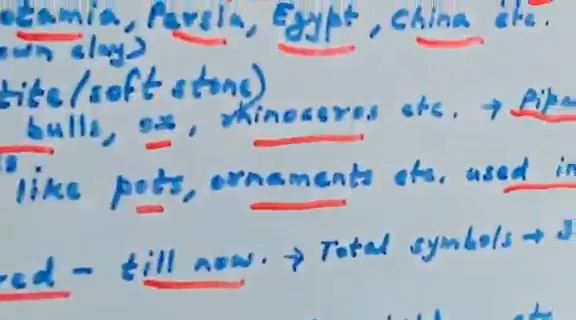 otamia, Persia, Egypt, China etc.
own clay)
tite/soft stone)
bulls, ox, rhinoceros etc. →
like pots, ornaments etc. used in
red - till now. → Total symbols →